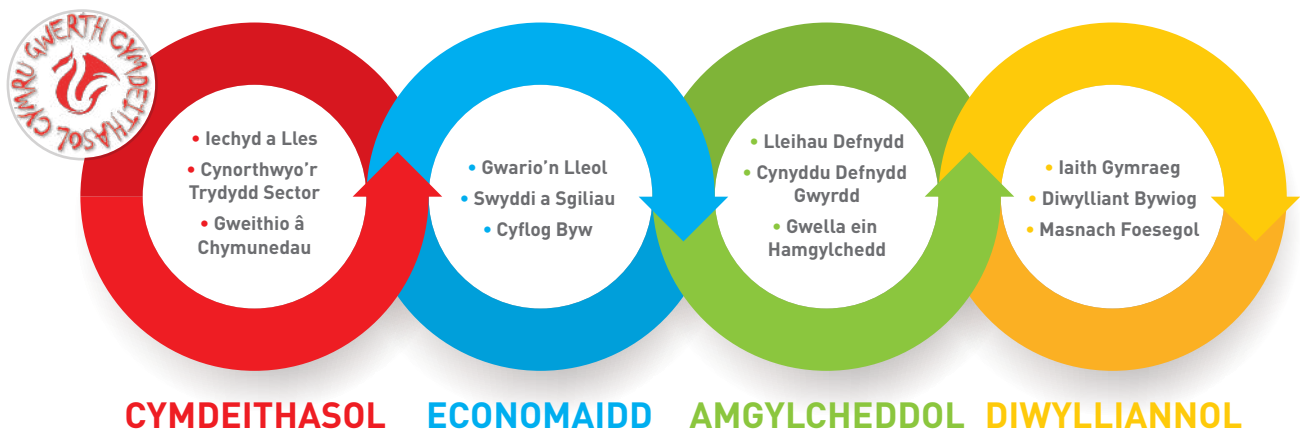 CYMRU GWERTH CYMDEITHASOL
• Iechyd a Lles
• Cynorthwyo'r
Trydydd Sector
• Gweithio â
Chymunedau
• Gwario'n Lleol
• Swyddi a Sgiliau
• Cyflog Byw
• Lleihau Defnydd
• Cynyddu Defnydd
Gwyrdd
• Gwella ein
Hamgylchedd
• Iaith Gymraeg
• Diwylliant Bywiog
• Masnach Foesegol
CYMDEITHASOL
ECONOMAIDD
AMGYLCHEDDOL
DIWYLLIANNOL